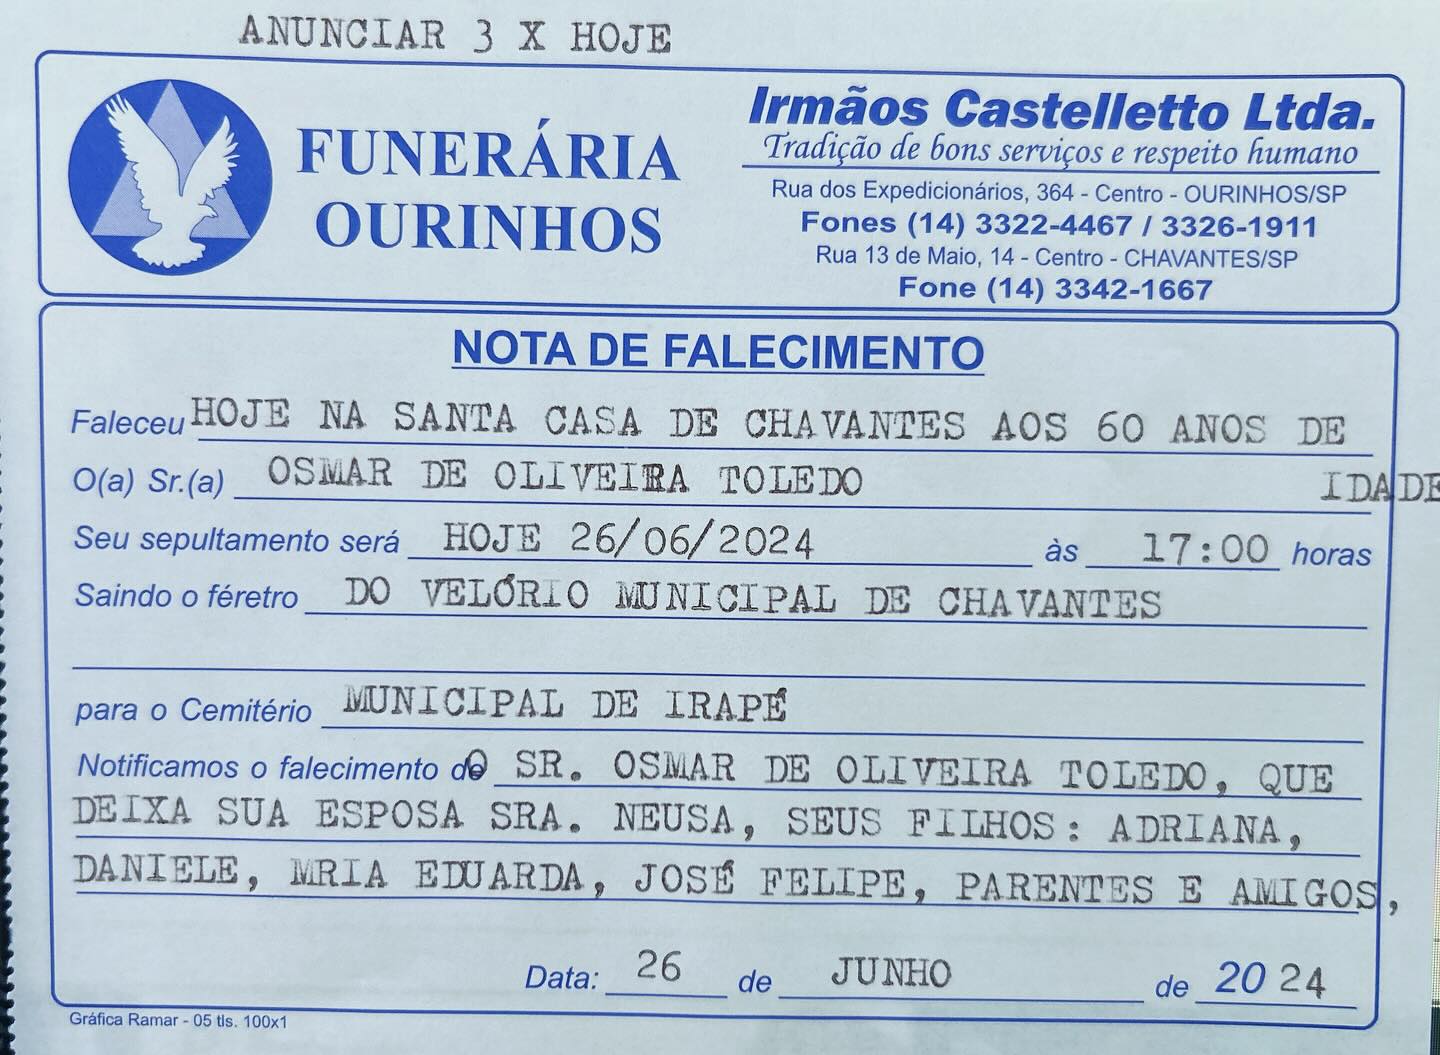 ANUNCIAR 3 X HOJE
FUNERÁRIA
OURINHOS
Irmãos Castelletto Ltda.
Tradição de bons serviços e respeito humano
Rua dos Expedicionários, 364 - Centro - OURINHOS/SP
Fones (14) 3322-4467 / 3326-1911
Rua 13 de Maio, 14 - Centro - CHAVANTES/SP
Fone (14) 3342-1667
NOTA DE FALECIMENTO
Faleceu HOJE NA SANTA CASA DE CHAVANTES AOS 60 ANOS DE
O(a) Sr.(a) OSMAR DE OLIVEIRA TOLEDO IDADE
Seu sepultamento será HOJE 26/06/2024 às 17:00 horas
Saindo o féretro DO VELÓRIO MUNICIPAL DE CHAVANTES
para o Cemitério MUNICIPAL DE IRAPÉ
Notificamos o falecimento dO SR. OSMAR DE OLIVEIRA TOLEDO, QUE
DEIXA SUA ESPOSA SRA. NEUSA, SEUS FILHOS: ADRIANA,
DANIELE, MRIA EDUARDA, JOSÉ FELIPE, PARENTES E AMIGOS,
Data: 26 de JUNHO de 2024
Gráfica Ramar - 05 tls. 100x1